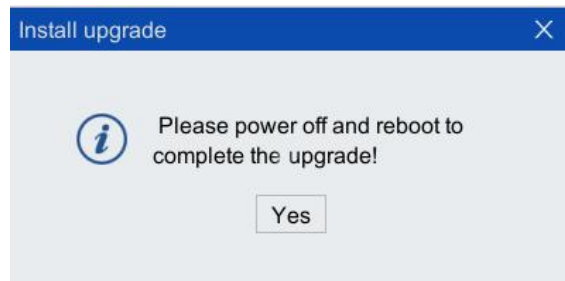 Install upgrade
Please power off and reboot to
complete the upgrade!
Yes